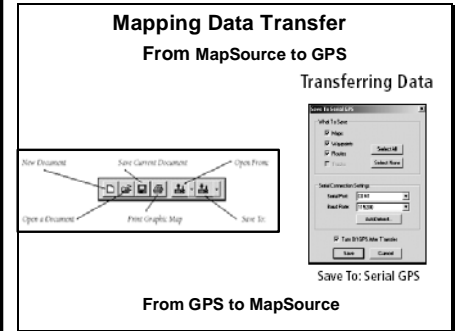 Mapping Data Transfer
From MapSource to GPS
Transferring Data
New Document
Save Current Document
Open From:
Open a Document
Print Graphic Map
Save To:
Save To Serial GPS
What To Save
Maps
Waypoints
Routes
Tracks
Select All
Select None
Serial Connection Settings
Serial Port
COM1
Baud Rate
115200
Auto Detect...
Turn Off GPS After Transfer
Save
Cancel
Save To: Serial GPS
From GPS to MapSource